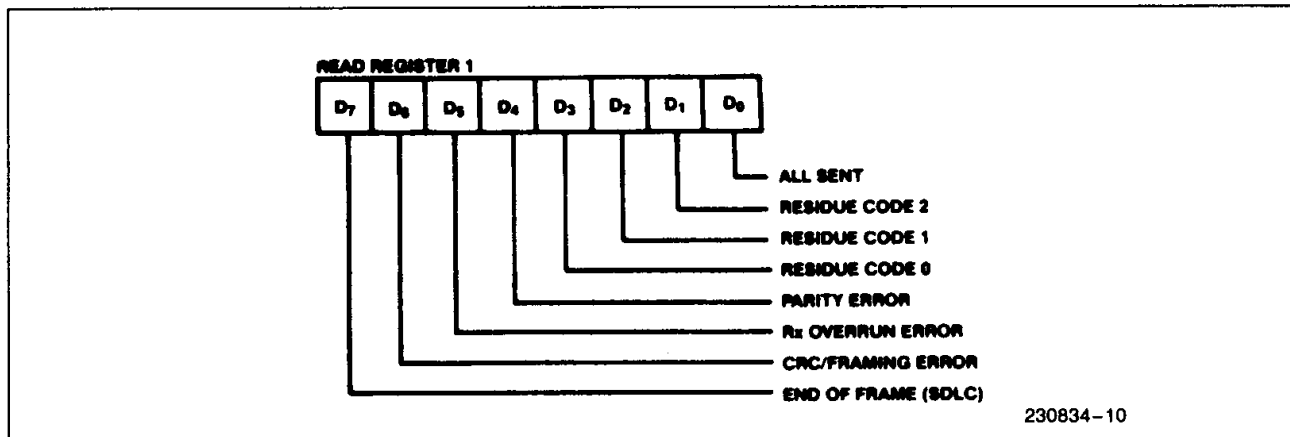 READ REGISTER 1
D7 D6 D5 D4 D3 D2 D1 D0
ALL SENT
RESIDUE CODE 2
RESIDUE CODE 1
RESIDUE CODE 0
PARITY ERROR
Rx OVERRUN ERROR
CRC/FRAMING ERROR
END OF FRAME (SDLC)
230834-10